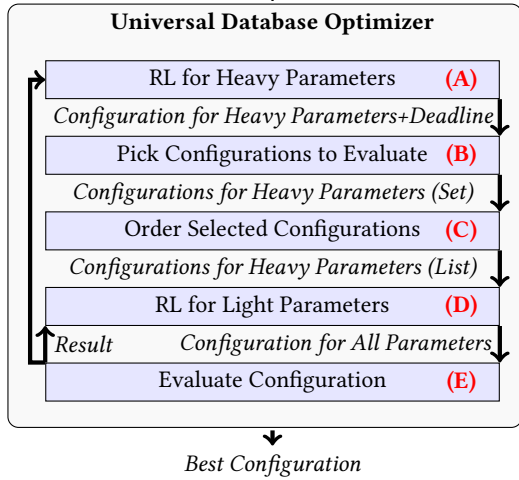 Universal Database Optimizer
RL for Heavy Parameters (A)
Configuration for Heavy Parameters+Deadline
Pick Configurations to Evaluate (B)
Configurations for Heavy Parameters (Set)
Order Selected Configurations (C)
Configurations for Heavy Parameters (List)
RL for Light Parameters (D)
Result Configuration for All Parameters
Evaluate Configuration (E)
Best Configuration